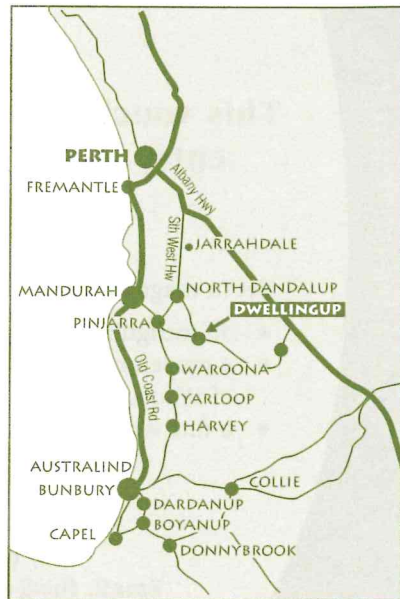 PERTH
FREMANTLE
Albany Hwy
Sth West Hw
JARRAHDALE
MANDURAH
NORTH DANDALUP
DWELLINGUP
PINJARRA
Old Coast Rd
WAROONA
YARLOOP
HARVEY
AUSTRALIND
BUNBURY
COLLIE
DARDANUP
BOYANUP
CAPEL
DONNYBROOK